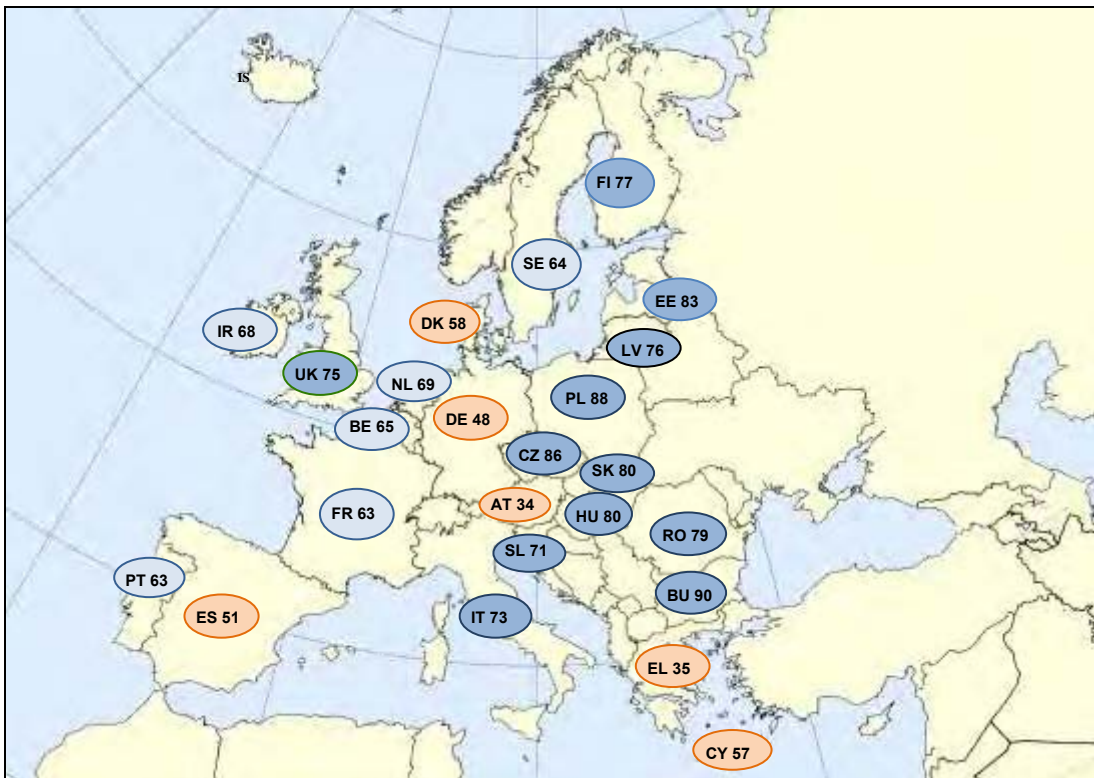 IS
FI 77
SE 64
EE 83
DK 58
IR 68
LV 76
UK 75
NL 69
PL 88
DE 48
BE 65
CZ 86
SK 80
AT 34
FR 63
HU 80
RO 79
SL 71
PT 63
BU 90
ES 51
IT 73
EL 35
CY 57